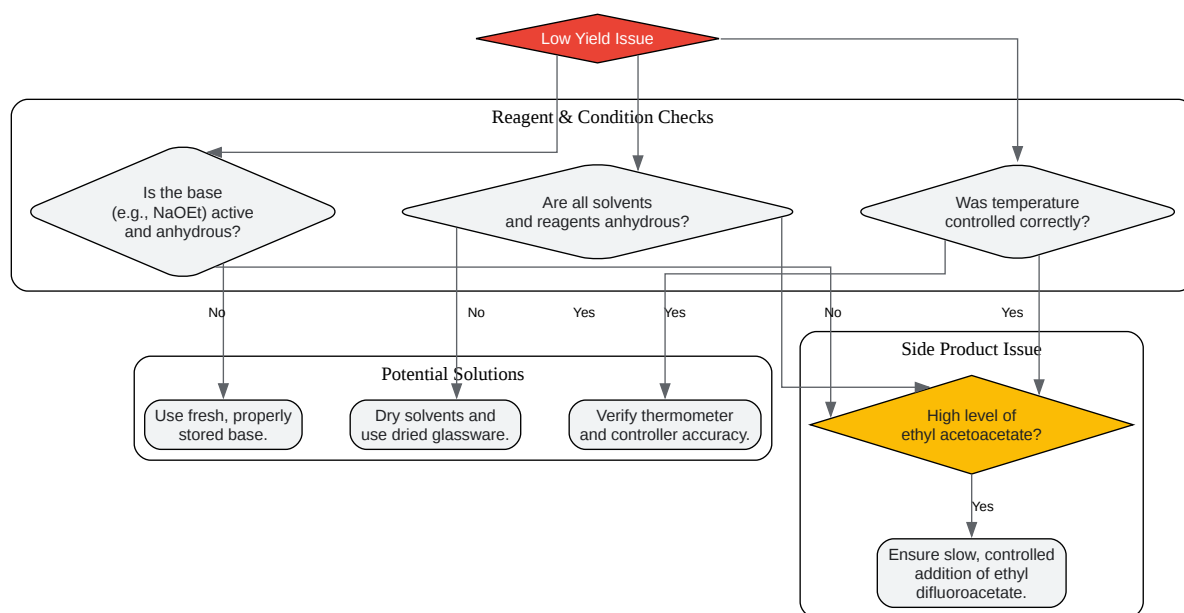 Low Yield Issue
Reagent & Condition Checks
Is the base
(e.g., NaOEt) active
and anhydrous?
Are all solvents
and reagents anhydrous?
Was temperature
controlled correctly?
No
No
Yes
Yes
No
Yes
Potential Solutions
Use fresh, properly
stored base.
Dry solvents and
use dried glassware.
Verify thermometer
and controller accuracy.
Side Product Issue
High level of
ethyl acetoacetate?
Yes
Ensure slow, controlled
addition of ethyl
difluoroacetate.